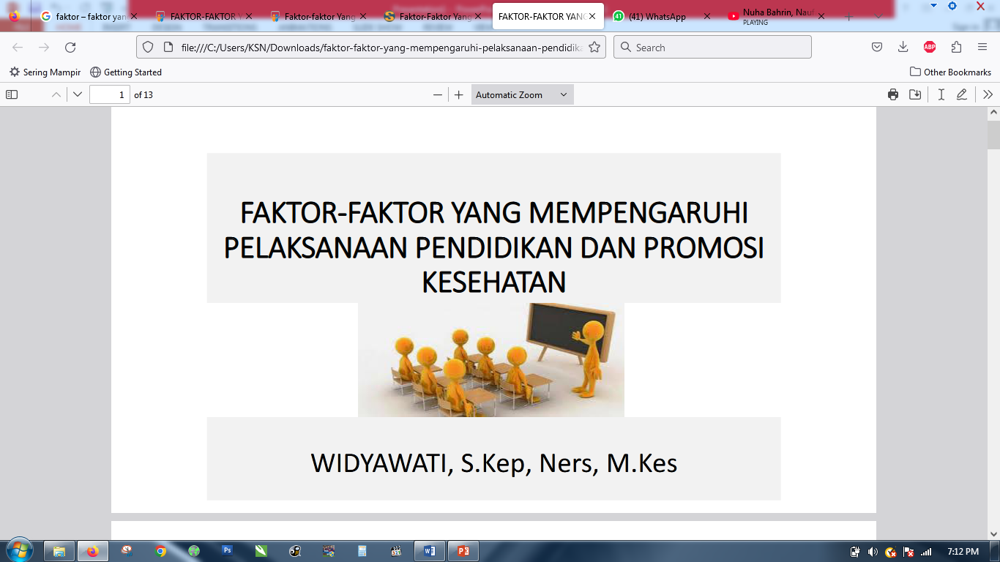 faktor – faktor yan
FAKTOR-FAKTOR Y
Faktor-faktor Yang
Faktor-Faktor Yang
FAKTOR-FAKTOR YANG
(41) WhatsApp
Nuha Bahrin, Nau
PLAYING
file:///C:/Users/KSN/Downloads/faktor-faktor-yang-mempengaruhi-pelaksanaan-pendidika
Search
ABP
Sering Mampir
Getting Started
Other Bookmarks
1 of 13
Automatic Zoom
FAKTOR-FAKTOR YANG MEMPENGARUHI
PELAKSANAAN PENDIDIKAN DAN PROMOSI
KESEHATAN
WIDYAWATI, S.Kep, Ners, M.Kes
7:12 PM